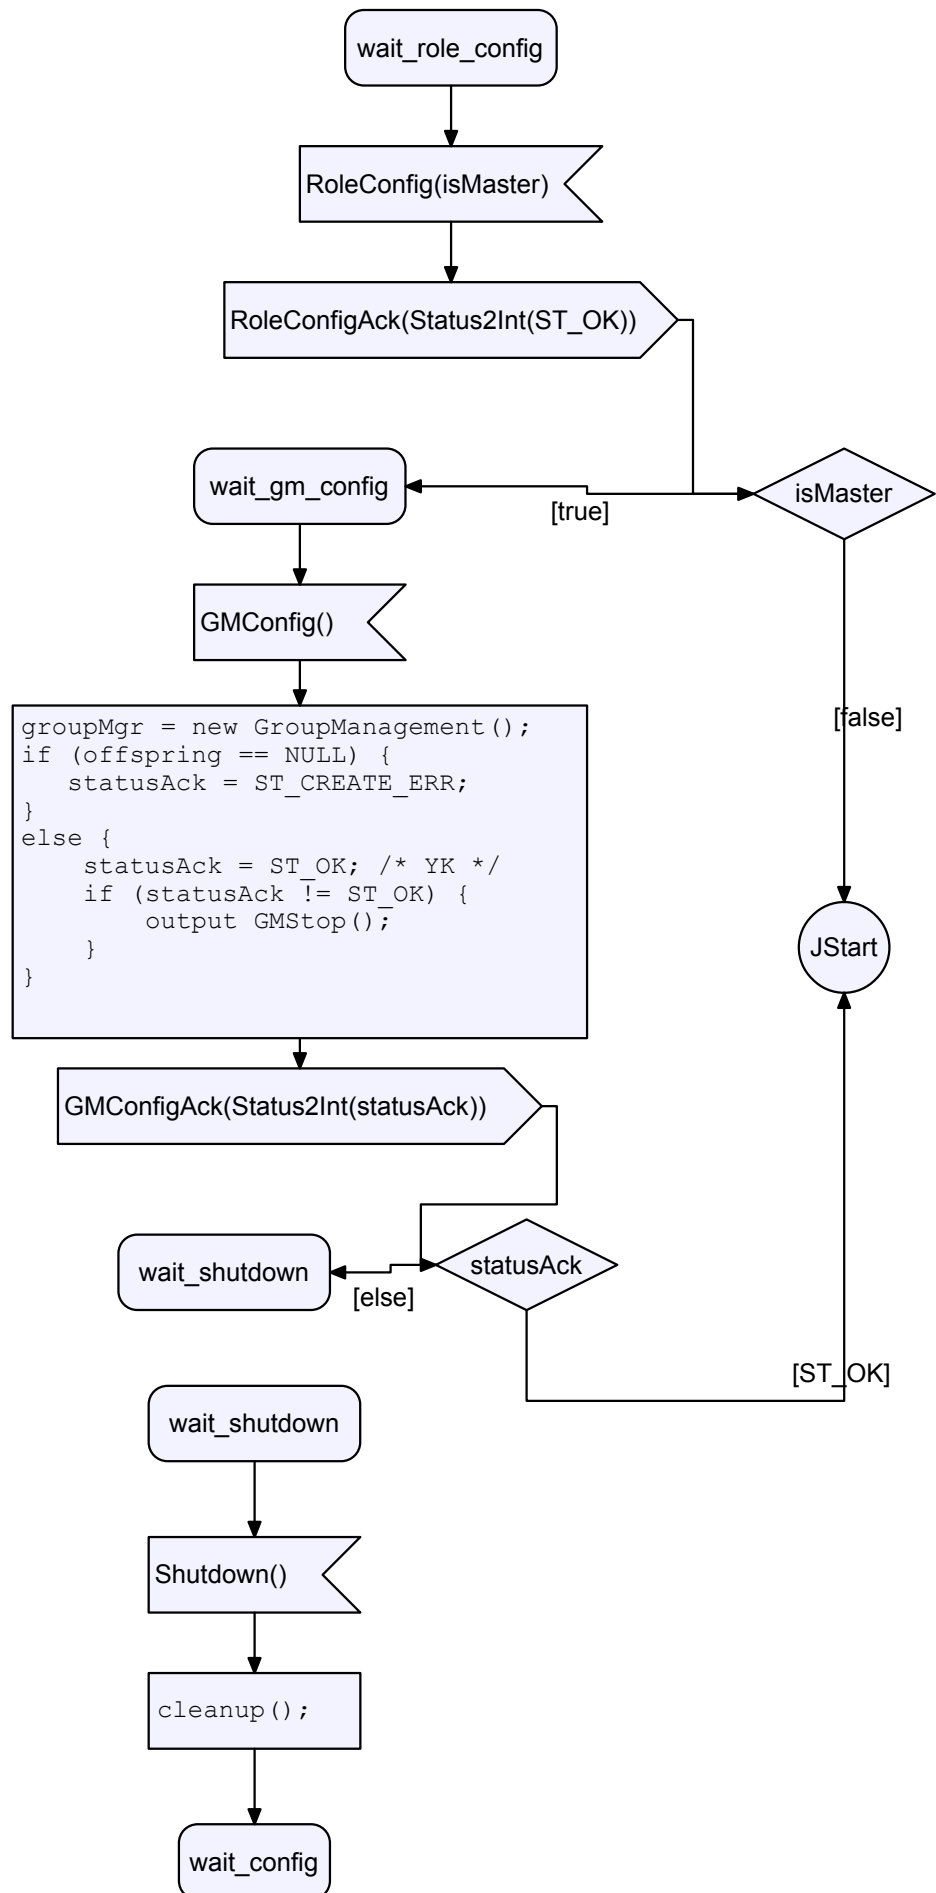 wait_role_config
RoleConfig(isMaster)
RoleConfigAck(Status2Int(ST_OK))
wait_gm_config
isMaster
[true]
GMConfig()
[false]
groupMgr = new GroupManagement();
if (offspring == NULL) {
statusAck = ST_CREATE_ERR;
}
else {
statusAck = ST_OK; /* YK */
if (statusAck != ST_OK) {
output GMStop();
}
}
JStart
GMConfigAck(Status2Int(statusAck))
wait_shutdown
statusAck
[else]
[ST_OK]
wait_shutdown
Shutdown()
cleanup();
wait_config